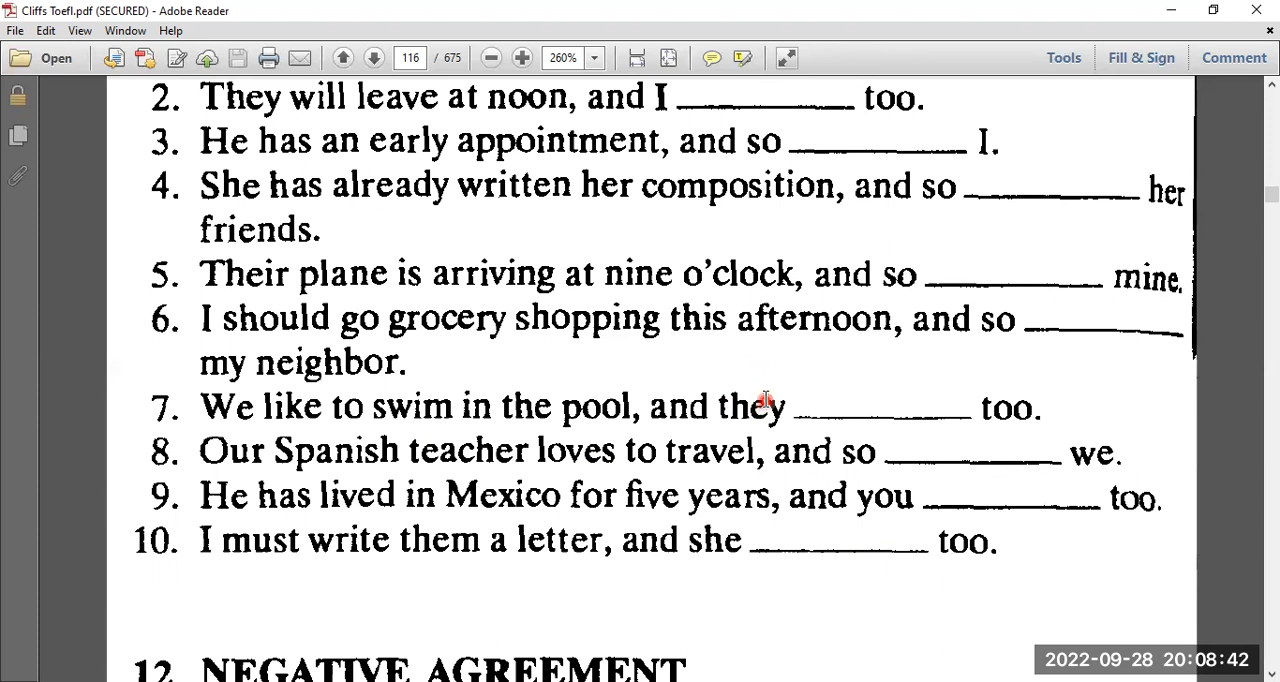 Cliffs Toefl.pdf (SECURED) - Adobe Reader
File Edit View Window Help
Open 116 / 675 260% Tools Fill & Sign Comment
2. They will leave at noon, and I __________ too.
3. He has an early appointment, and so __________ I.
4. She has already written her composition, and so __________ her
friends.
5. Their plane is arriving at nine o'clock, and so __________ mine.
6. I should go grocery shopping this afternoon, and so __________
my neighbor.
7. We like to swim in the pool, and they __________ too.
8. Our Spanish teacher loves to travel, and so __________ we.
9. He has lived in Mexico for five years, and you __________ too.
10. I must write them a letter, and she __________ too.
12. NEGATIVE AGREEMENT
2022-09-28 20:08:42